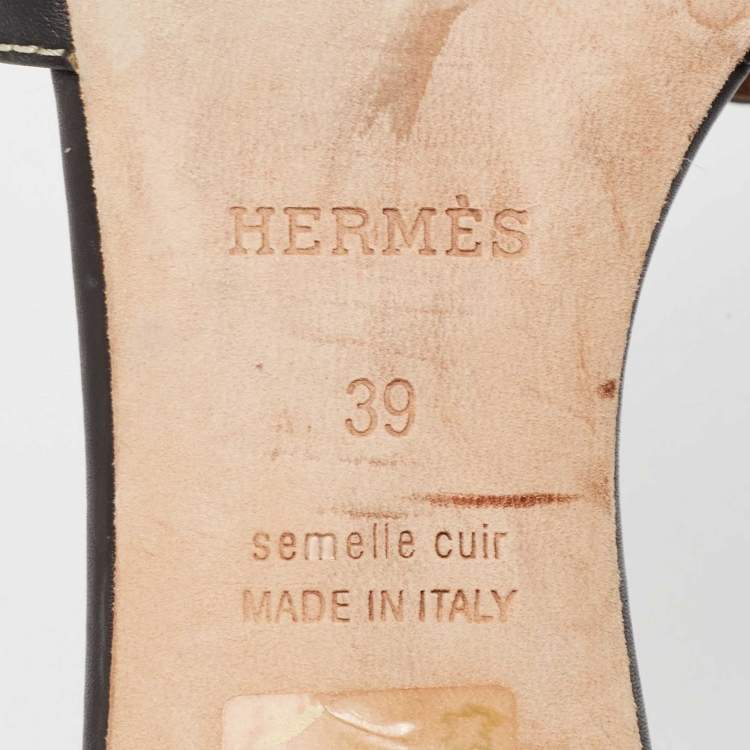 HERMÈS
39
semelle cuir
MADE IN ITALY